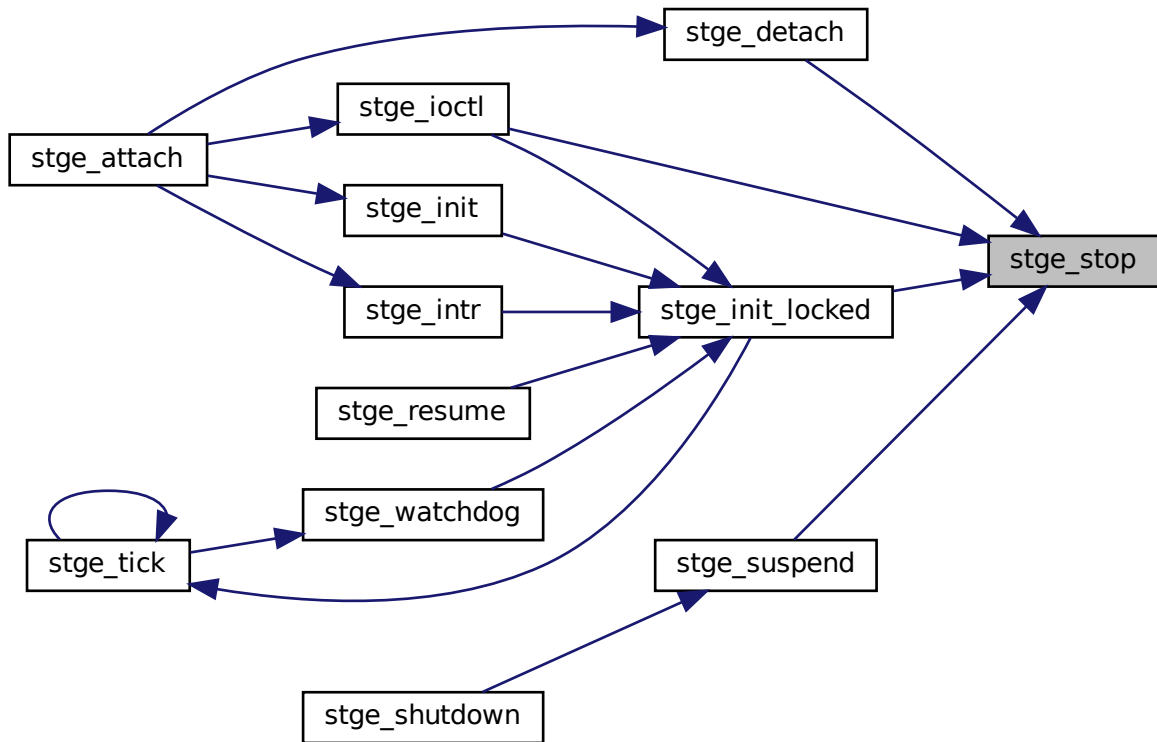 stge_detach
stge_ioctl
stge_attach
stge_init
stge_stop
stge_intr
stge_init_locked
stge_resume
stge_watchdog
stge_tick
stge_suspend
stge_shutdown